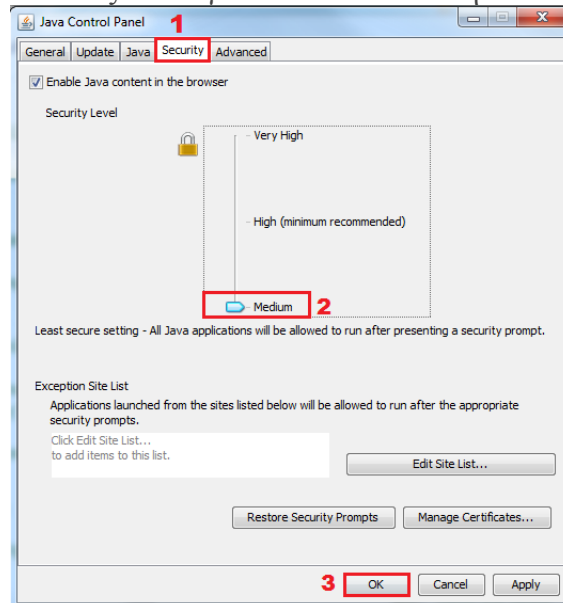 Java Control Panel
1
General Update Java Security Advanced
Enable Java content in the browser
Security Level
Very High
High (minimum recommended)
Medium 2
Least secure setting - All Java applications will be allowed to run after presenting a security prompt.
Exception Site List
Applications launched from the sites listed below will be allowed to run after the appropriate
security prompts.
Click Edit Site List...
to add items to this list.
Edit Site List...
Restore Security Prompts Manage Certificates...
3 OK Cancel Apply